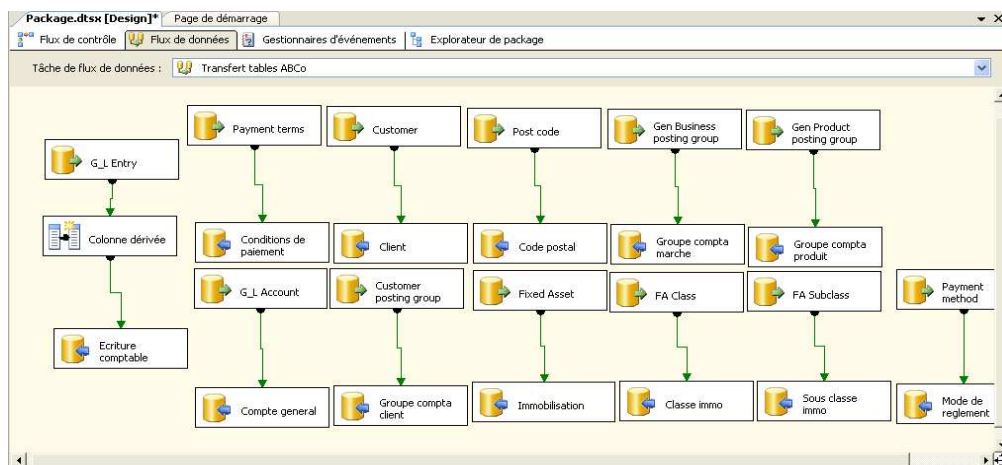 Package.dtsx [Design]* Page de démarrage
Flux de contrôle Flux de données Gestionnaires d'événements Explorateur de package
Tâche de flux de données : Transfert tables ABCo
Payment terms
Customer
Post code
Gen Business
posting group
Gen Product
posting group
G_L Entry
Colonne dérivée
Conditions de
paiement
Client
Code postal
Groupe compta
marche
Groupe compta
produit
G_L Account
Customer
posting group
Fixed Asset
FA Class
FA Subclass
Payment
method
Ecriture
comptable
Compte general
Groupe compta
client
Immobilisation
Classe immo
Sous classe
immo
Mode de
reglement